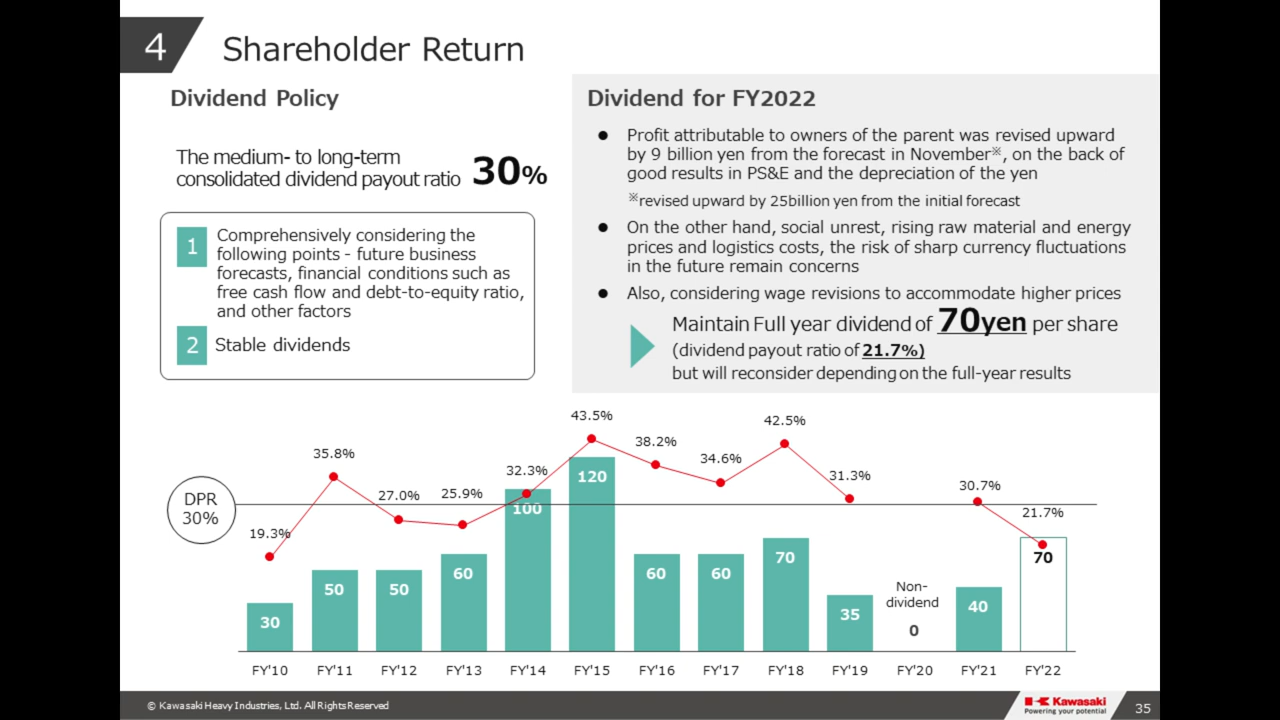 4
Shareholder Return
Dividend Policy
The medium- to long-term
consolidated dividend payout ratio 30%
1
Comprehensively considering the
following points - future business
forecasts, financial conditions such as
free cash flow and debt-to-equity ratio,
and other factors
2 Stable dividends
Dividend for FY2022
● Profit attributable to owners of the parent was revised upward
by 9 billion yen from the forecast in November※, on the back of
good results in PS&E and the depreciation of the yen
※revised upward by 25billion yen from the initial forecast
● On the other hand, social unrest, rising raw material and energy
prices and logistics costs, the risk of sharp currency fluctuations
in the future remain concerns
● Also, considering wage revisions to accommodate higher prices
Maintain Full year dividend of 70yen per share
(dividend payout ratio of 21.7%)
but will reconsider depending on the full-year results
DPR
30%
19.3%
35.8%
27.0%
25.9%
32.3%
43.5%
38.2%
34.6%
42.5%
31.3%
30.7%
21.7%
30
50
50
60
100
120
60
60
70
35
Non-
dividend
0
40
70
FY'10 FY'11 FY'12 FY'13 FY'14 FY'15 FY'16 FY'17 FY'18 FY'19 FY'20 FY'21 FY'22
© Kawasaki Heavy Industries, Ltd. All Rights Reserved
Kawasaki
Powering your potential
35